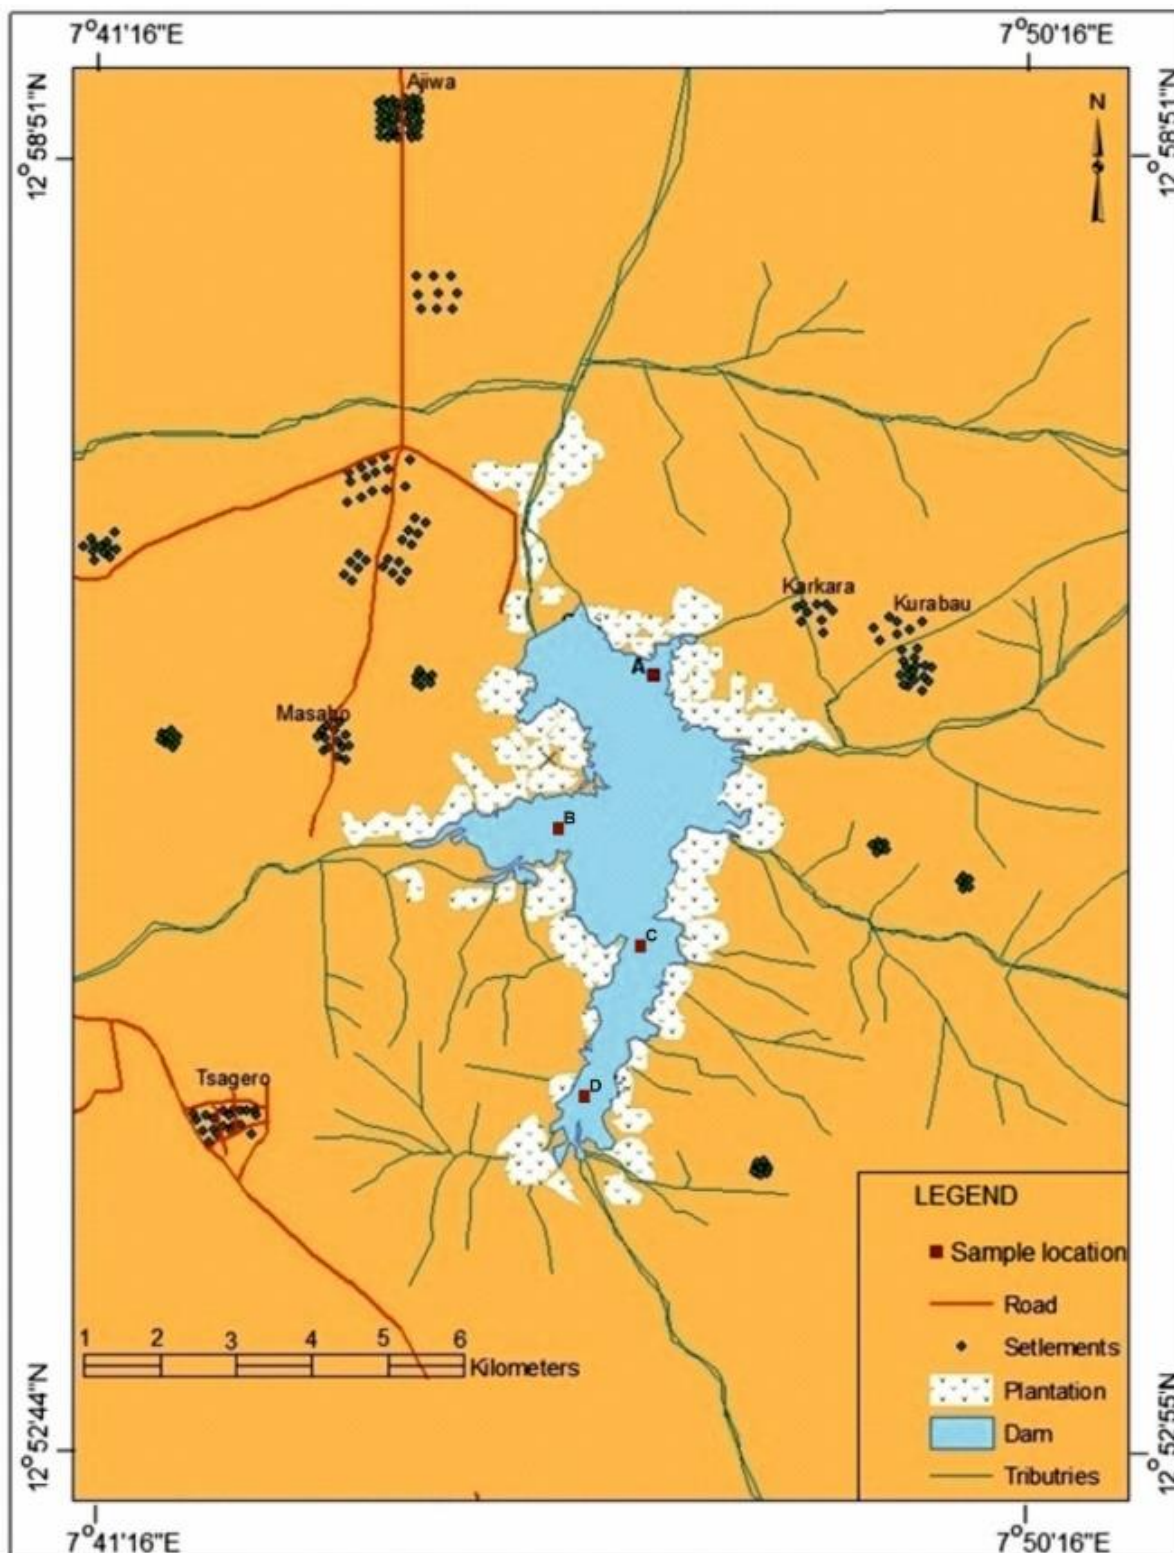 7°41'16"E
7°50'16"E
12°58'51"N
12°58'51"N
N
Ajiwa
Karkara
Kurabau
A
Masabo
B
C
D
Tsagero
LEGEND
Sample location
Road
Setlements
Plantation
Dam
Tributries
1 2 3 4 5 6
Kilometers
12°52'44"N
12°52'55"N
7°41'16"E
7°50'16"E